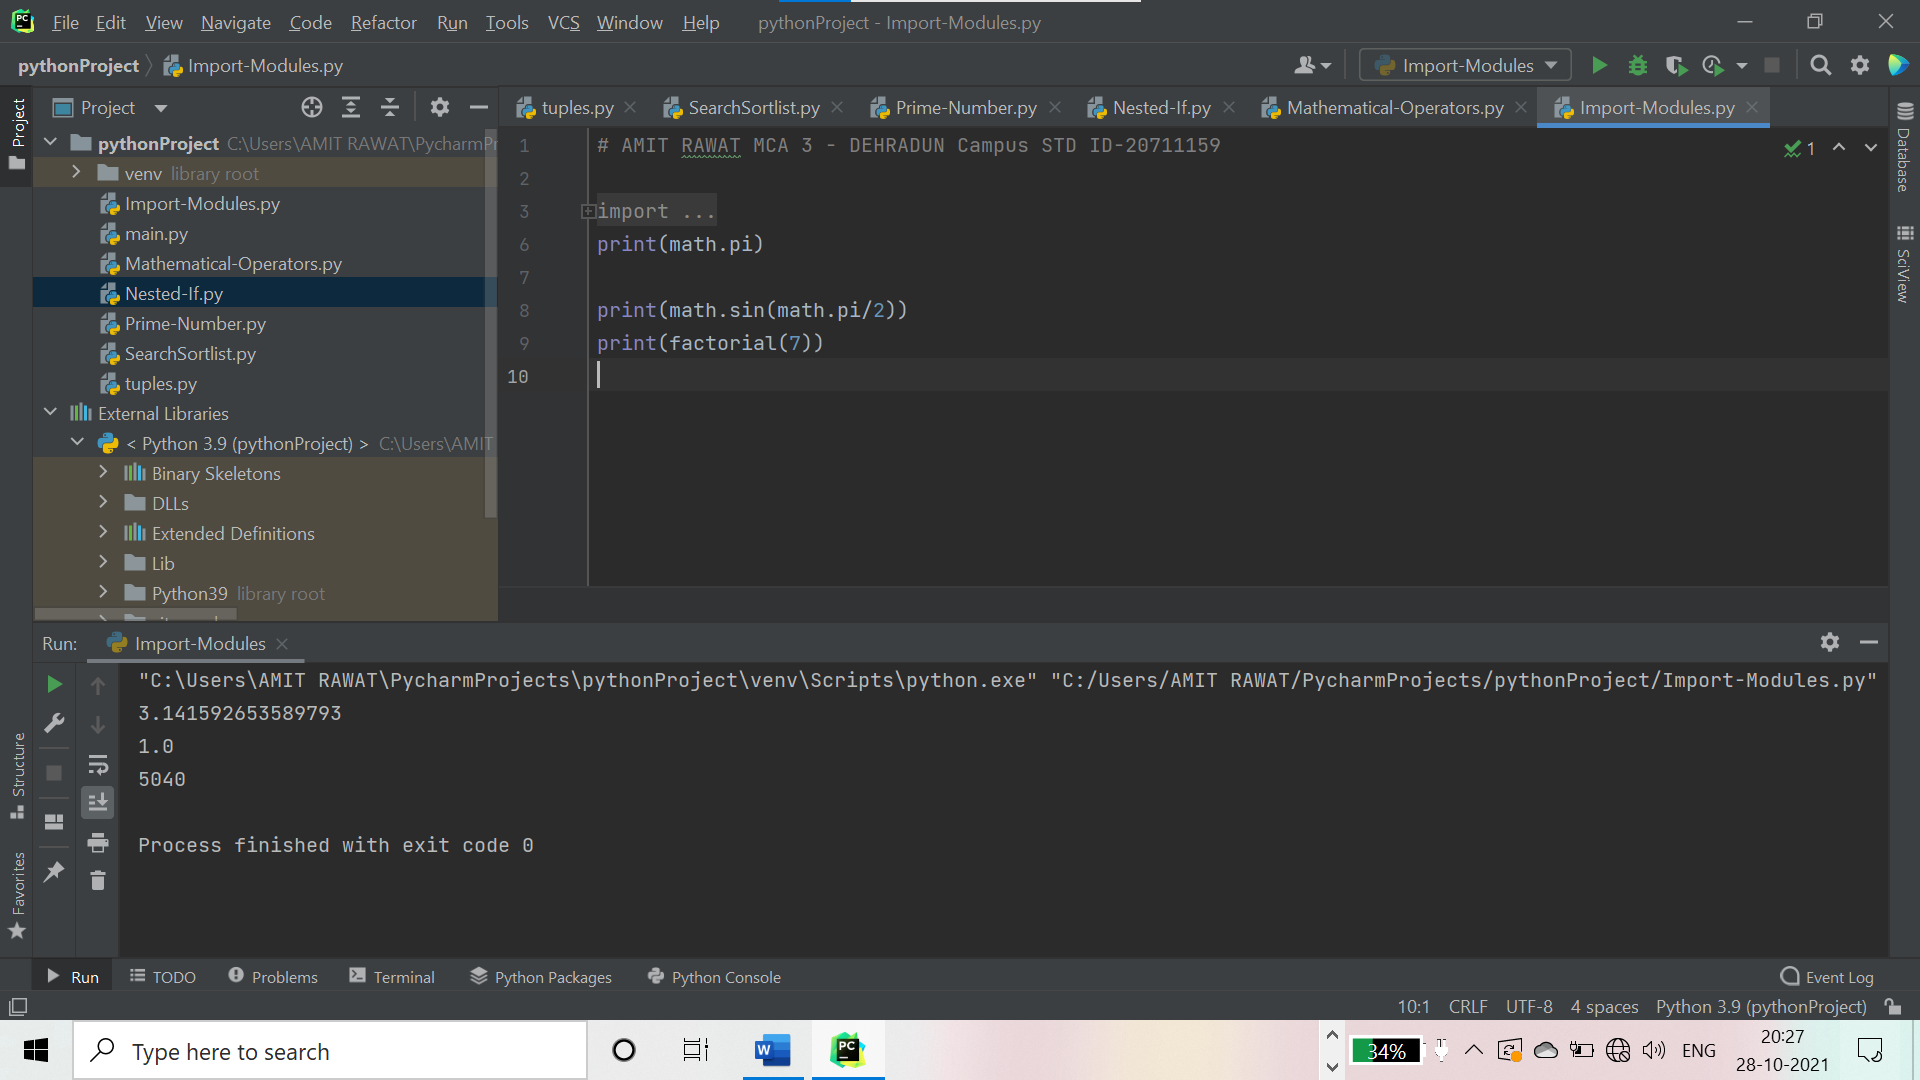 PC File Edit View Navigate Code Refactor Run Tools VCS Window Help pythonProject - Import-Modules.py
pythonProject Import-Modules.py Import-Modules
Project
Project
tuples.py SearchSortlist.py Prime-Number.py Nested-If.py Mathematical-Operators.py Import-Modules.py
pythonProject C:\Users\AMIT RAWAT\PycharmPr
venv library root
Import-Modules.py
main.py
Mathematical-Operators.py
Nested-If.py
Prime-Number.py
SearchSortlist.py
tuples.py
External Libraries
< Python 3.9 (pythonProject) > C:\Users\AMIT
Binary Skeletons
DLLs
Extended Definitions
Lib
Python39 library root
1 # AMIT RAWAT MCA 3 - DEHRADUN Campus STD ID-20711159
1
2
3 import ...
6 print(math.pi)
7
8 print(math.sin(math.pi/2))
9 print(factorial(7))
10
Database
SciView
Run: Import-Modules
"C:\Users\AMIT RAWAT\PycharmProjects\pythonProject\venv\Scripts\python.exe" "C:/Users/AMIT RAWAT/PycharmProjects/pythonProject/Import-Modules.py"
3.141592653589793
1.0
5040
Process finished with exit code 0
Structure
Favorites
Run TODO Problems Terminal Python Packages Python Console Event Log
10:1 CRLF UTF-8 4 spaces Python 3.9 (pythonProject)
Type here to search
W
PC
34%
ENG
20:27
28-10-2021